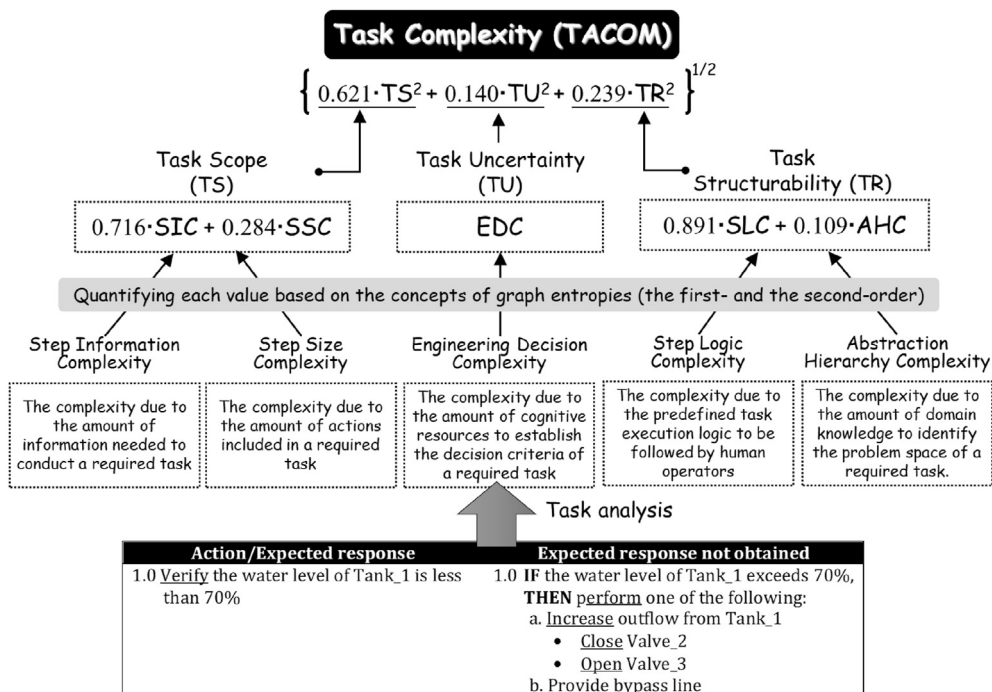 Task Complexity (TACOM)
{ 0.621·TS² + 0.140·TU² + 0.239·TR² }^1/2
Task Scope
(TS)
Task Uncertainty
(TU)
Task
Structurability (TR)
0.716·SIC + 0.284·SSC
EDC
0.891·SLC + 0.109·AHC
Quantifying each value based on the concepts of graph entropies (the first- and the second-order)
Step Information
Complexity
Step Size
Complexity
Engineering Decision
Complexity
Step Logic
Complexity
Abstraction
Hierarchy Complexity
The complexity due to
the amount of
information needed to
conduct a required task
The complexity due to
the amount of actions
included in a required
task
The complexity due to
the amount of cognitive
resources to establish
the decision criteria of
a required task
The complexity due to
the predefined task
execution logic to be
followed by human
operators
The complexity due to
the amount of domain
knowledge to identify
the problem space of a
required task.
Task analysis
Action/Expected response
1.0 Verify the water level of Tank_1 is less
than 70%
Expected response not obtained
1.0 IF the water level of Tank_1 exceeds 70%,
THEN perform one of the following:
a. Increase outflow from Tank_1
• Close Valve_2
• Open Valve_3
b. Provide bypass line